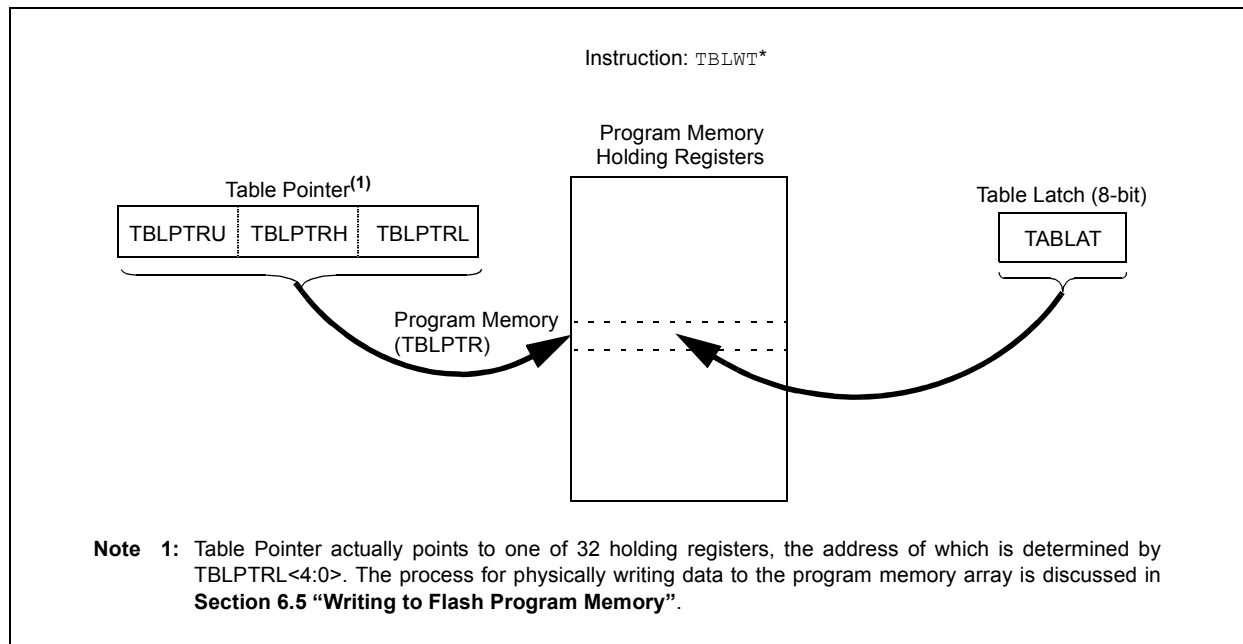 Instruction: TBLWT*
Program Memory
Holding Registers
Table Pointer(1)
Table Latch (8-bit)
TBLPTRU TBLPTRH TBLPTRL
TABLAT
Program Memory
(TBLPTR)
Note 1: Table Pointer actually points to one of 32 holding registers, the address of which is determined by
TBLPTRL<4:0>. The process for physically writing data to the program memory array is discussed in
Section 6.5 “Writing to Flash Program Memory”.